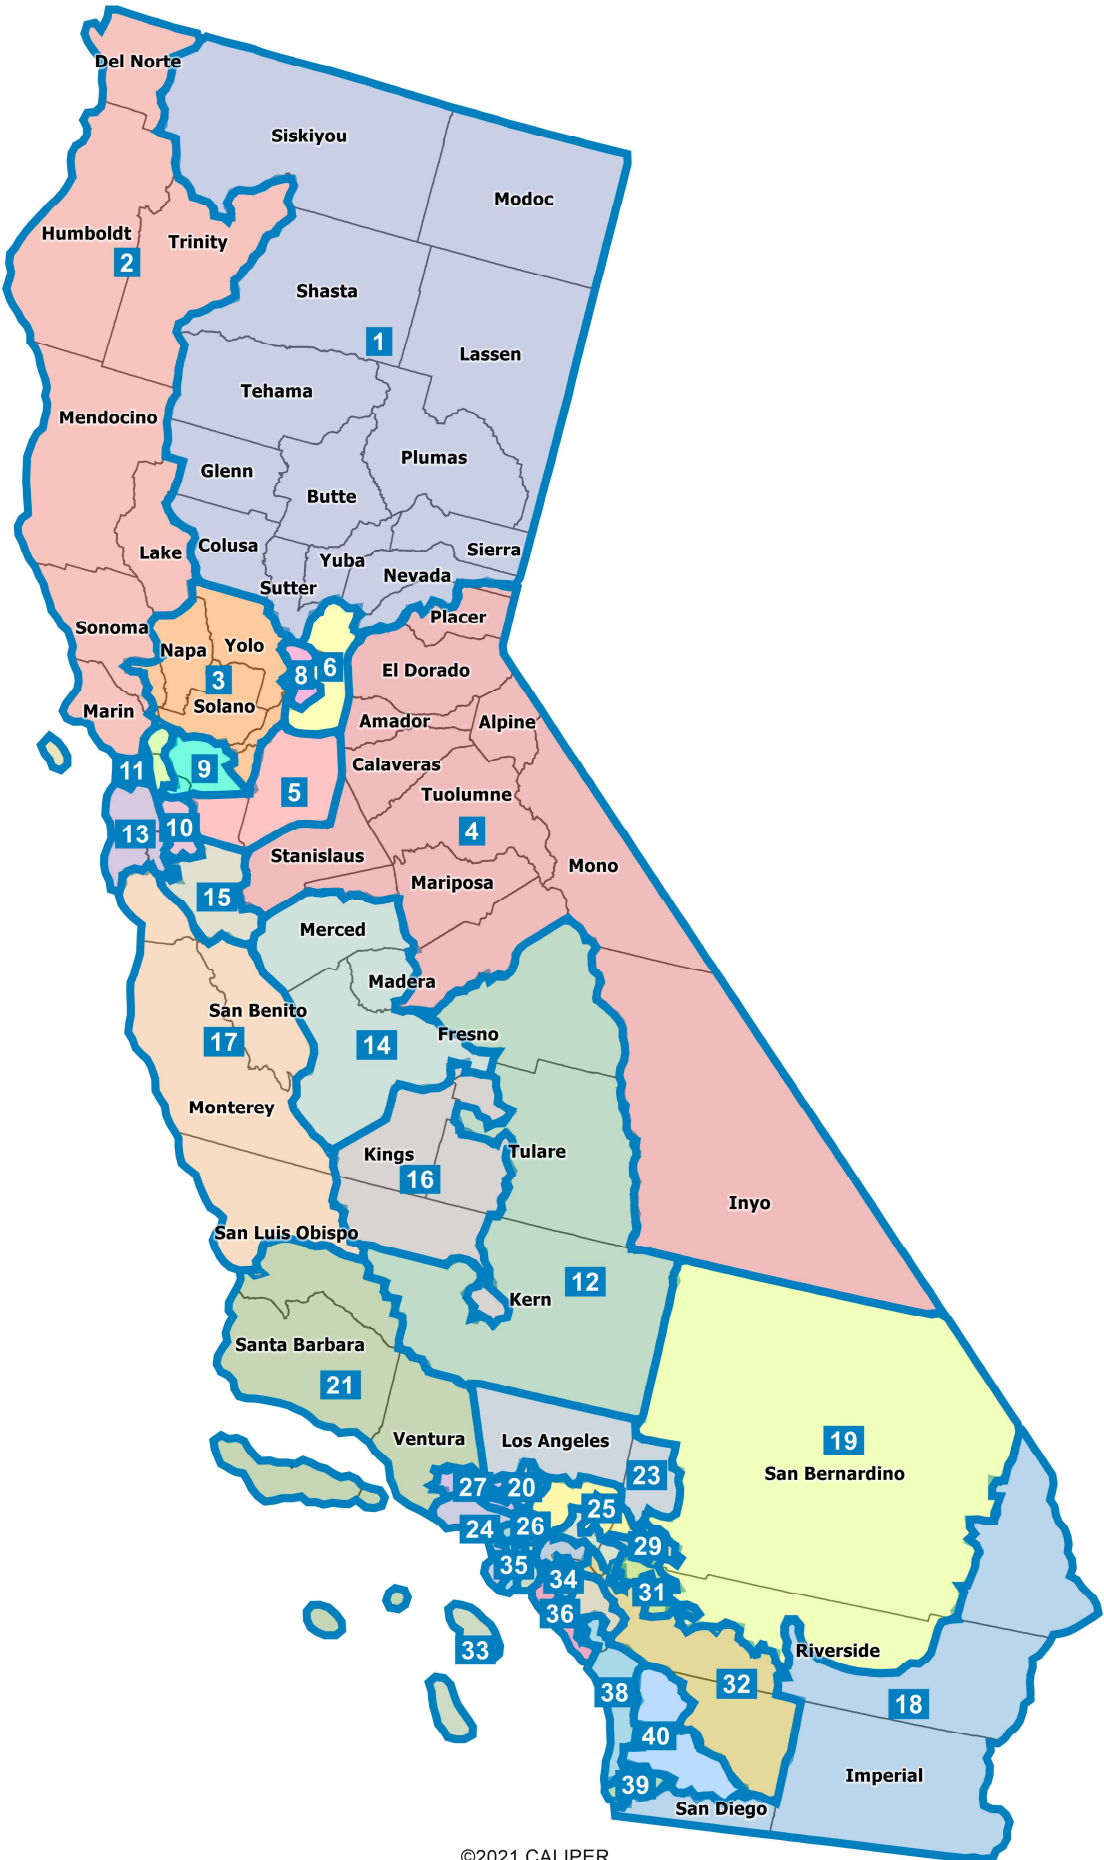 Del Norte
Siskiyou
Modoc
Humboldt
Trinity
2
Shasta
1
Lassen
Tehama
Mendocino
Plumas
Glenn
Butte
Colusa
Lake
Yuba
Sierra
Nevada
Sutter
Placer
Sonoma
Napa
Yolo
8
6
El Dorado
3
Solano
Marin
Amador
Alpine
11
9
Calaveras
5
Tuolumne
13
10
4
Stanislaus
Mono
Mariposa
15
Merced
Madera
San Benito
17
14
Fresno
Monterey
Kings
Tulare
16
Inyo
San Luis Obispo
12
Kern
Santa Barbara
21
Ventura
Los Angeles
19
San Bernardino
23
27
20
25
24
26
29
35
34
31
36
33
Riverside
38
32
18
40
Imperial
39
San Diego
©2021 CALIPER